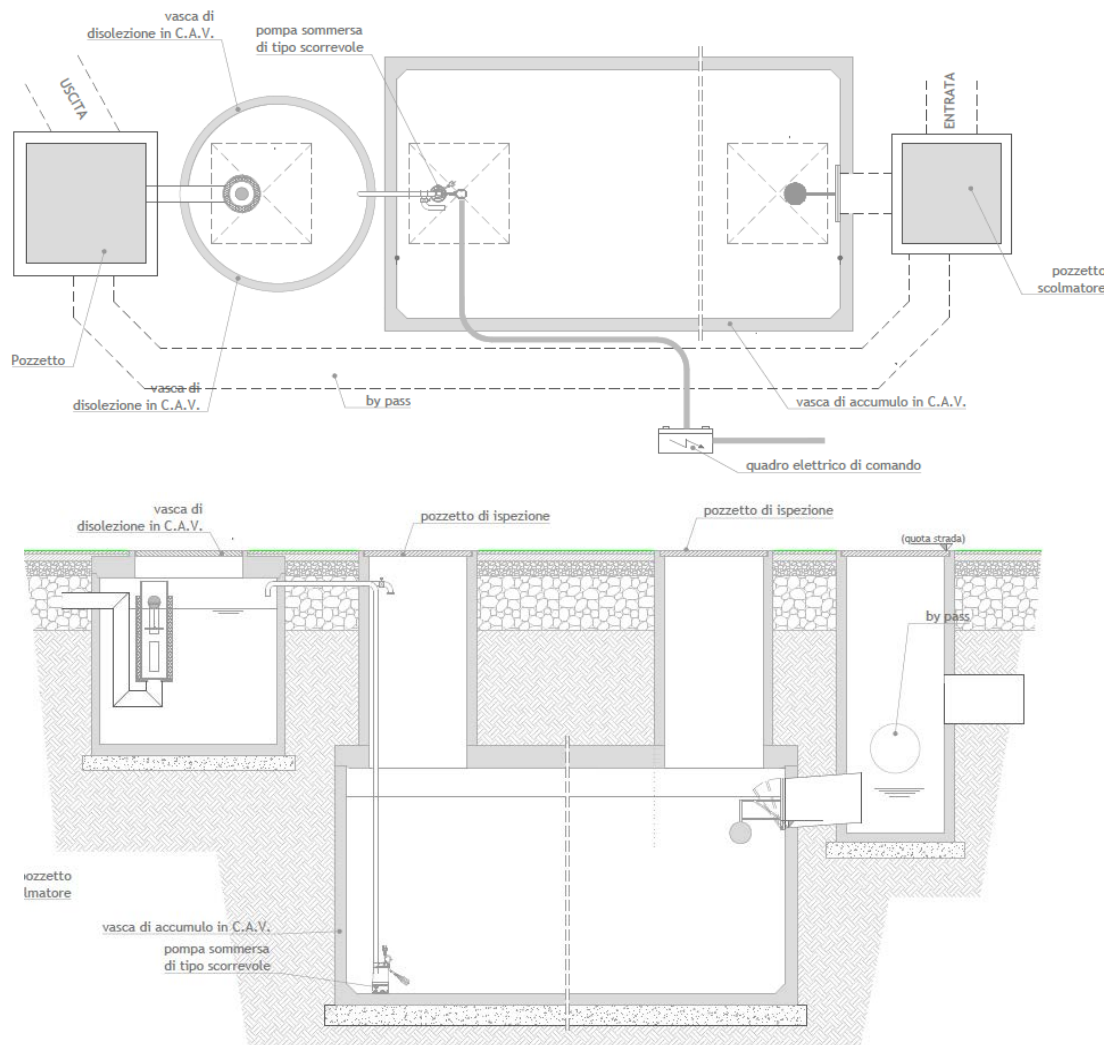 vasca di
disolezione in C.A.V.
pompa sommersa
di tipo scorrevole
USCITA
ENTRATA
pozzetto
scolmatore
Pozzetto
vasca di
disolezione in C.A.V.
by pass
vasca di accumulo in C.A.V.
quadro elettrico di comando
vasca di
disolezione in C.A.V.
pozzetto di ispezione
pozzetto di ispezione
(quota strada)
by pass
pozzetto
lmatore
vasca di accumulo in C.A.V.
pompa sommersa
di tipo scorrevole